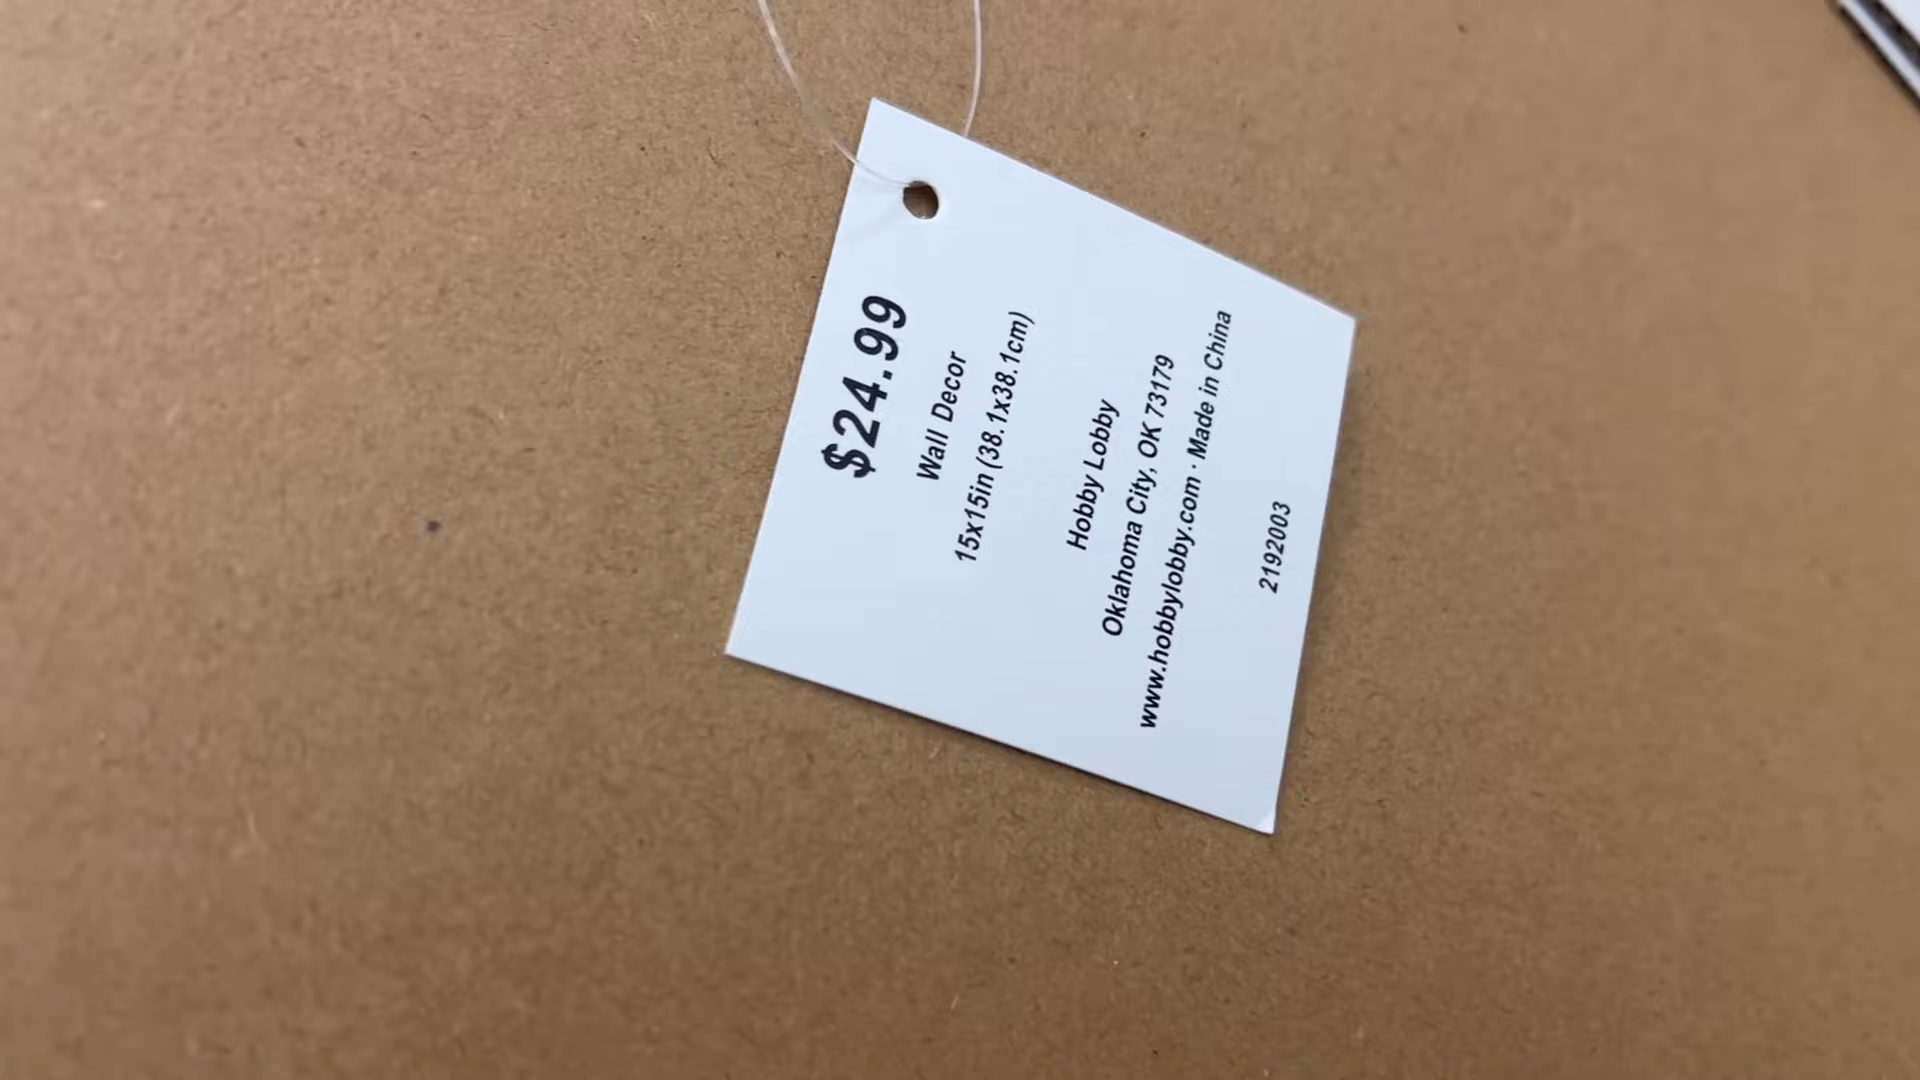 $24.99
Wall Decor
15x15in (38.1x38.1cm)
Hobby Lobby
Oklahoma City, OK 73179
www.hobbylobby.com · Made in China
2192003